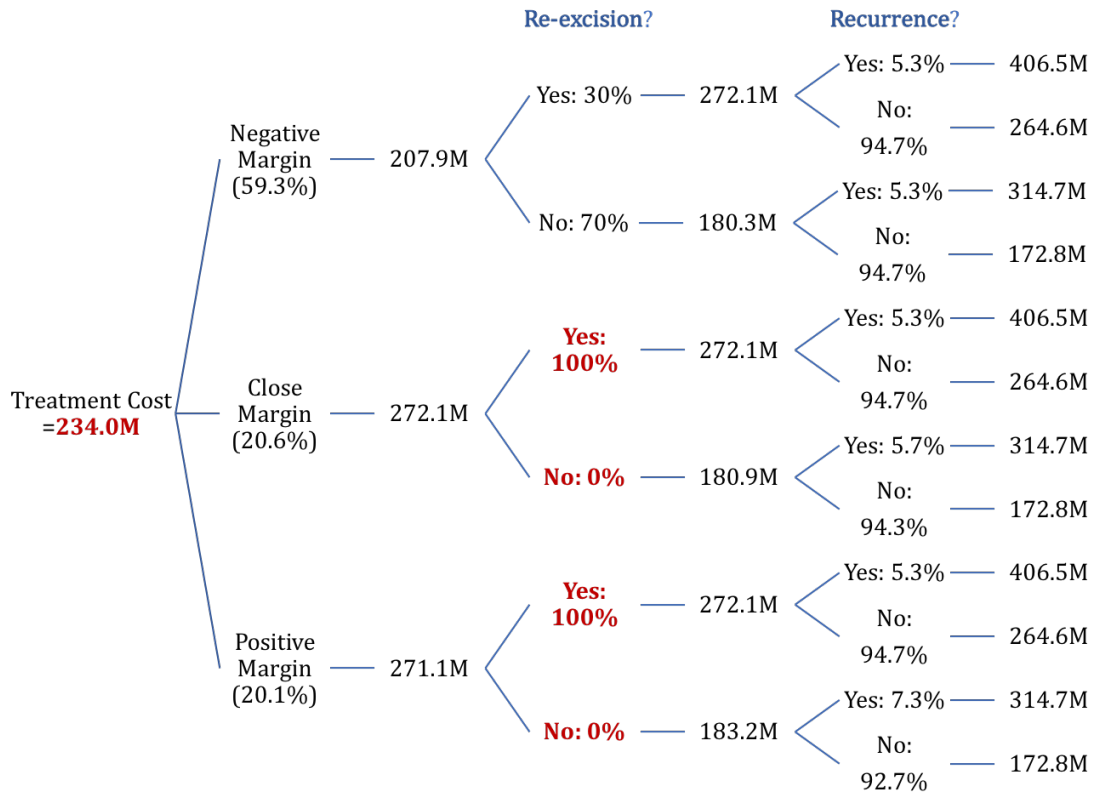 Re-excision? Recurrence?
Yes: 5.3% 406.5M
Yes: 30% 272.1M
No:
94.7% 264.6M
Negative
Margin
(59.3%) 207.9M
Yes: 5.3% 314.7M
No: 70% 180.3M
No:
94.7% 172.8M
Yes: 5.3% 406.5M
Yes:
100% 272.1M
No:
94.7% 264.6M
Treatment Cost
=234.0M
Close
Margin
(20.6%) 272.1M
Yes: 5.7% 314.7M
No: 0% 180.9M
No:
94.3% 172.8M
Yes: 5.3% 406.5M
Yes:
100% 272.1M
No:
94.7% 264.6M
Positive
Margin
(20.1%) 271.1M
Yes: 7.3% 314.7M
No: 0% 183.2M
No:
92.7% 172.8M